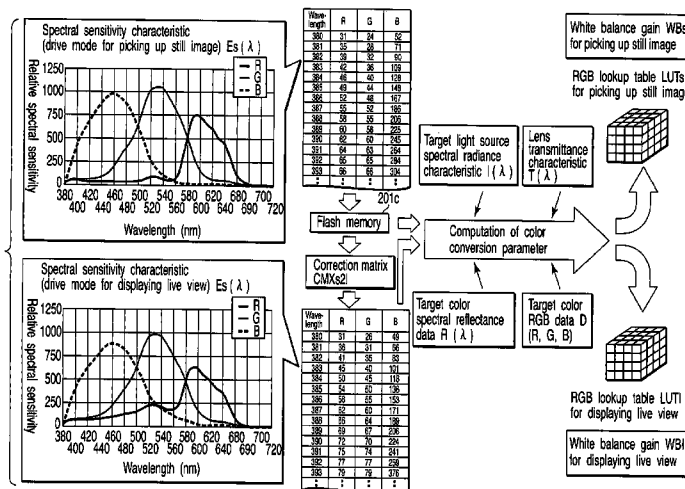 Spectral sensitivity characteristic
(drive mode for picking up still image) Es(λ)
Relative spectral sensitivity
1250
1000
750
500
250
0
R
G
B
380 400 420 440 460 480 500 520 540 560 580 600 620 640 660 680 700 720
Wavelength (nm)
Spectral sensitivity characteristic
(drive mode for displaying live view) Es(λ)
Relative spectral sensitivity
1250
1000
750
500
250
0
R
G
B
380 400 420 440 460 480 500 520 540 560 580 600 620 640 660 680 700 720
Wavelength (nm)
Wave-length R G B
380 31 24 52
381 35 28 71
382 39 32 90
383 42 36 109
384 46 40 128
385 49 44 148
386 52 48 167
387 55 52 186
388 58 55 206
389 60 58 225
390 62 60 245
391 64 63 264
392 65 65 284
393 66 66 304
201c
Flash memory
Correction matrix
CMXs2l
Wave-length R G B
380 31 26 49
381 36 31 66
382 41 35 83
383 45 40 101
384 50 45 118
385 54 50 136
386 58 55 153
387 62 60 171
388 66 64 189
389 69 67 206
390 72 70 224
391 75 74 241
392 77 77 259
393 79 79 376
Target light source
spectral radiance
characteristic I(λ)
Lens
transmittance
characteristic
T(λ)
Computation of color
conversion parameter
Target color
spectral reflectance
data R (λ)
Target color
RGB data D
(R, G, B)
White balance gain WBs
for picking up still image
RGB lookup table LUTs
for picking up still image
RGB lookup table LUTl
for displaying live view
White balance gain WBl
for displaying live view